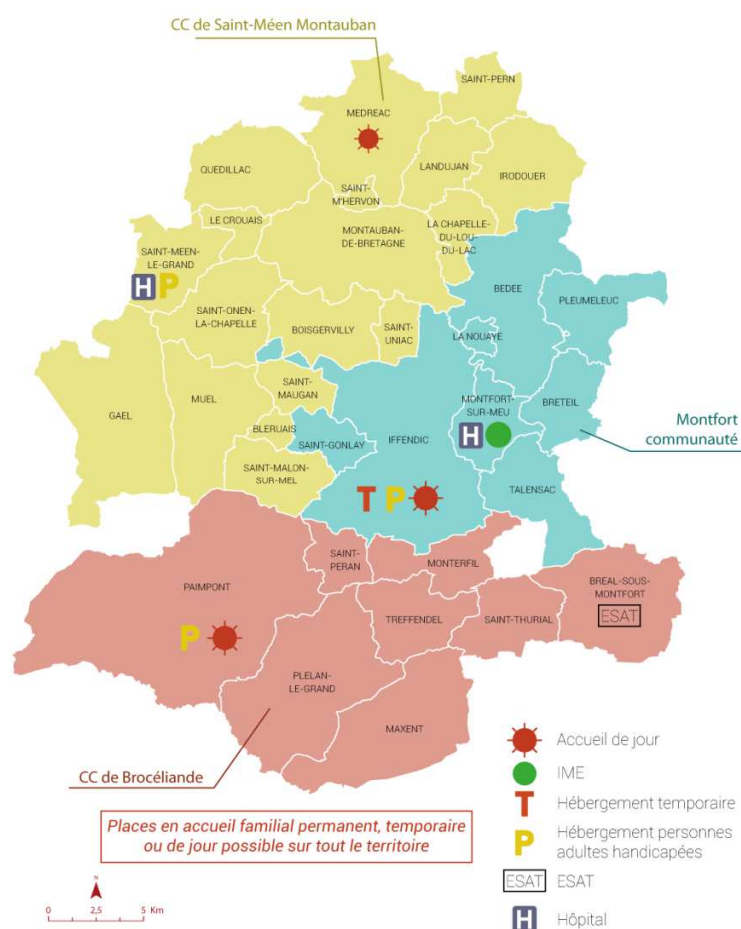 CC de Saint-Méen Montauban
SAINT-PERN
MEDREAC
QUEDILLAC
LANDUJAN
IRODOUER
SAINT-
M'HERVON
LE CROUAIS
LA CHAPELLE-
DU-LOU-
DU-LAC
MONTAUBAN-
DE-BRETAGNE
SAINT-MEEN-
LE-GRAND
H P
BEDEE
PLEUMELEUC
SAINT-ONEN-
LA-CHAPELLE
BOISGERVILLY
SAINT-
UNIAC
LA NOUAYE
SAINT-
MAUGAN
MUEL
GAEL
MONTFORT-
SUR-MEU
H
BRETEIL
Montfort
communauté
BLERUAIS
SAINT-GONLAY
IFFENDIC
SAINT-MALON-
SUR-MEL
TALENSAC
T P
SAINT-
PERAN
MONTERFIL
PAIMPONT
BREAL-SOUS-
MONTFORT
ESAT
TREFFENDEL
SAINT-THURIAL
P
PLELAN-
LE-GRAND
MAXENT
CC de Brocéliande
Accueil de jour
IME
T Hébergement temporaire
P Hébergement personnes
adultes handicapées
ESAT ESAT
H Hôpital
Places en accueil familial permanent, temporaire
ou de jour possible sur tout le territoire
N
0 2,5 5 Km